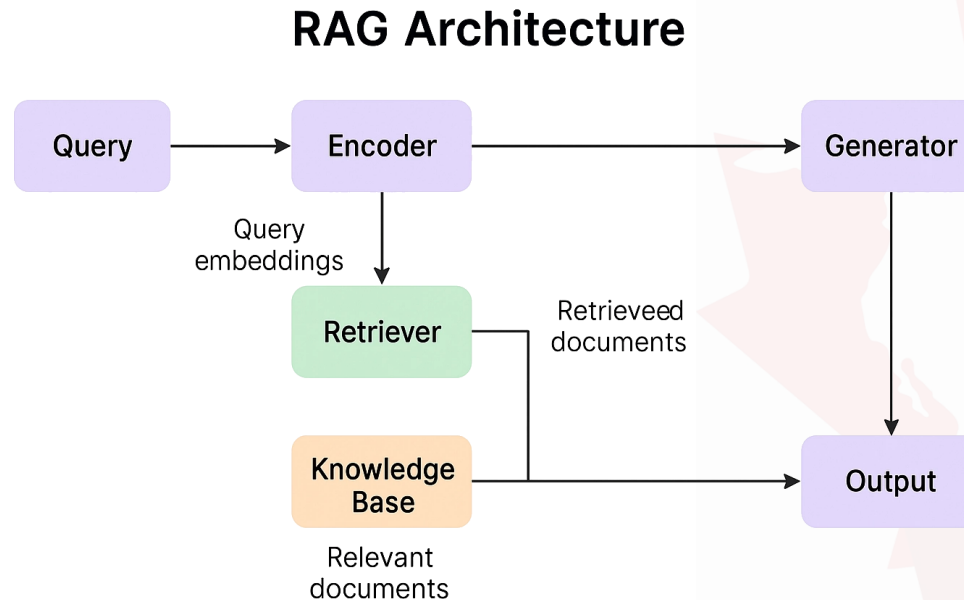 RAG Architecture
Query
Encoder
Generator
Query
embeddings
Retriever
Retrieveed
documents
Knowledge
Base
Output
Relevant
documents